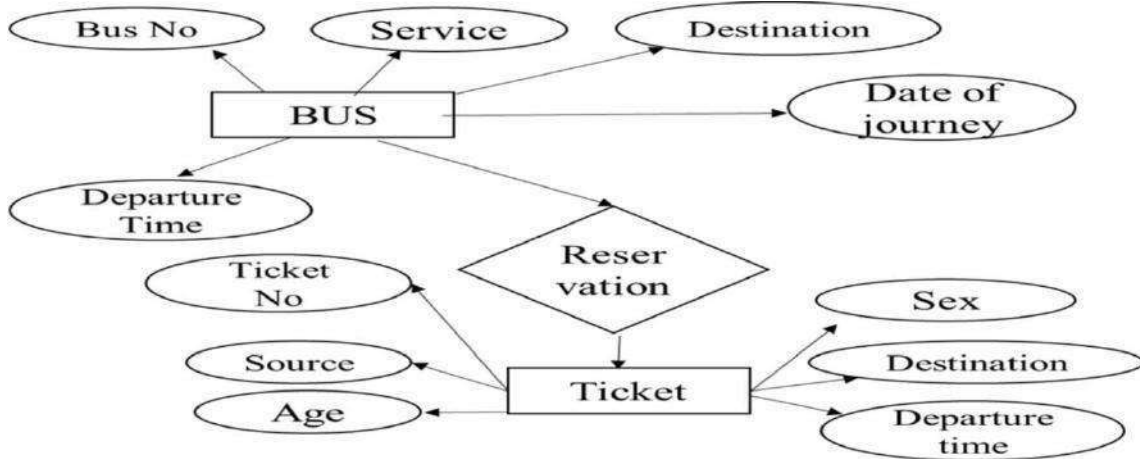 Bus No
Service
Destination
BUS
Date of
journey
Departure
Time
Reser
vation
Ticket
No
Sex
Source
Destination
Ticket
Age
Departure
time